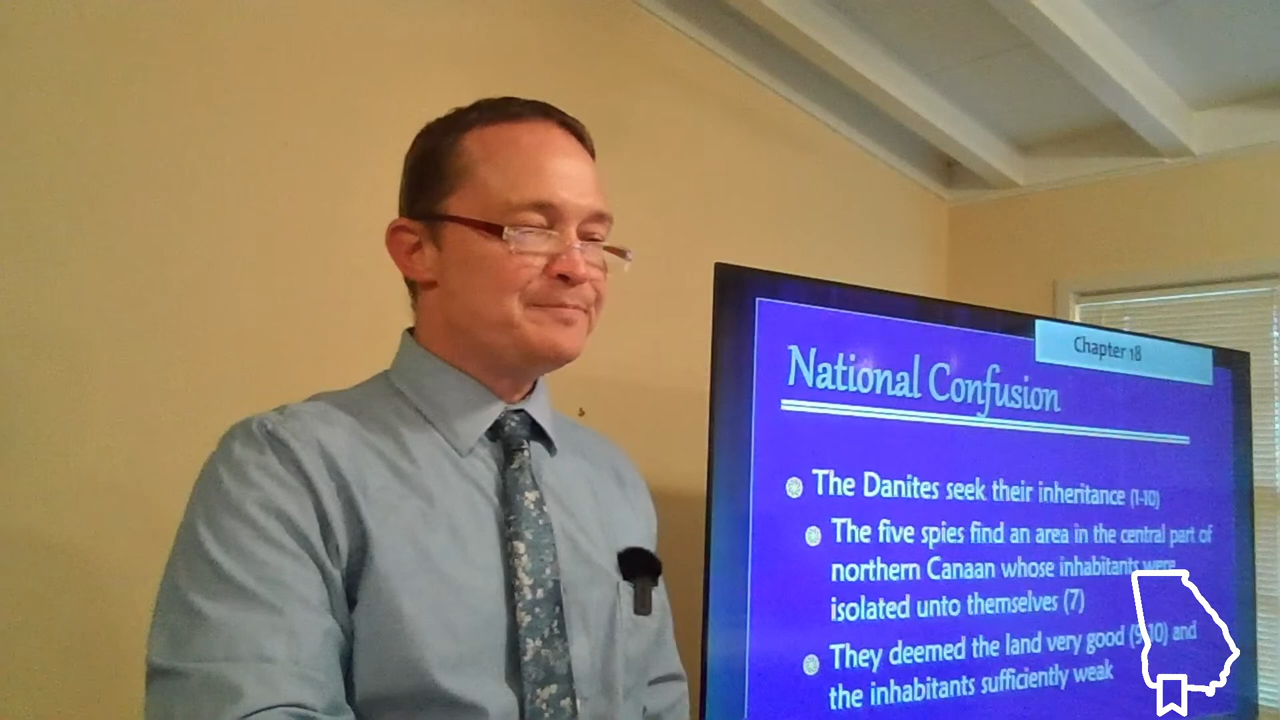 Chapter 18
National Confusion
The Danites seek their inheritance (1-10)
The five spies find an area in the central part of
northern Canaan whose inhabitants were
isolated unto themselves (7)
They deemed the land very good (9-10) and
the inhabitants sufficiently weak